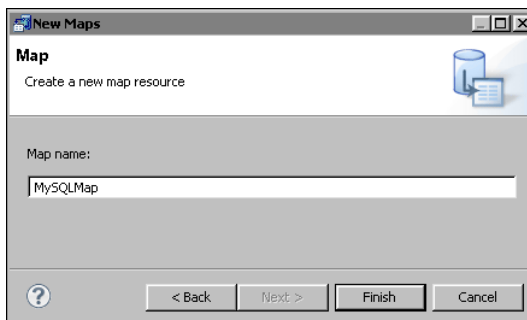 New Maps
Map
Create a new map resource
Map name:
MySQLMap
?
< Back
Next >
Finish
Cancel